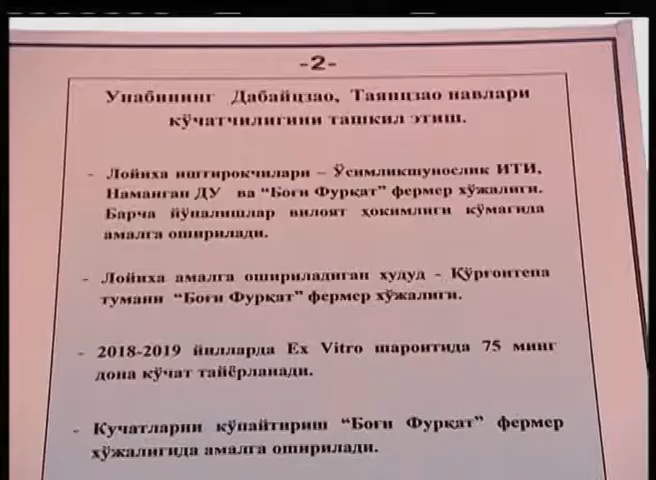 -2-
Унабининг Дабайцзао, Таянцзао навлари
кўчатчилигини ташкил этиш.
- Лойиха иштирокчилари – Ўсимликшунослик ИТИ,
Наманган ДУ ва “Боғи Фурқат” фермер хўжалиги.
Барча йўналишлар вилоят ҳокимлиги кўмагида
амалга оширилади.
- Лойиха амалга ошириладиган худуд - Қўрғонтепа
тумани “Боғи Фурқат” фермер хўжалиги.
- 2018-2019 йилларда Ex Vitro шароитида 75 минг
дона кўчат тайёрланади.
- Кучатларни кўпайтириш “Боғи Фурқат” фермер
хўжалигида амалга оширилади.